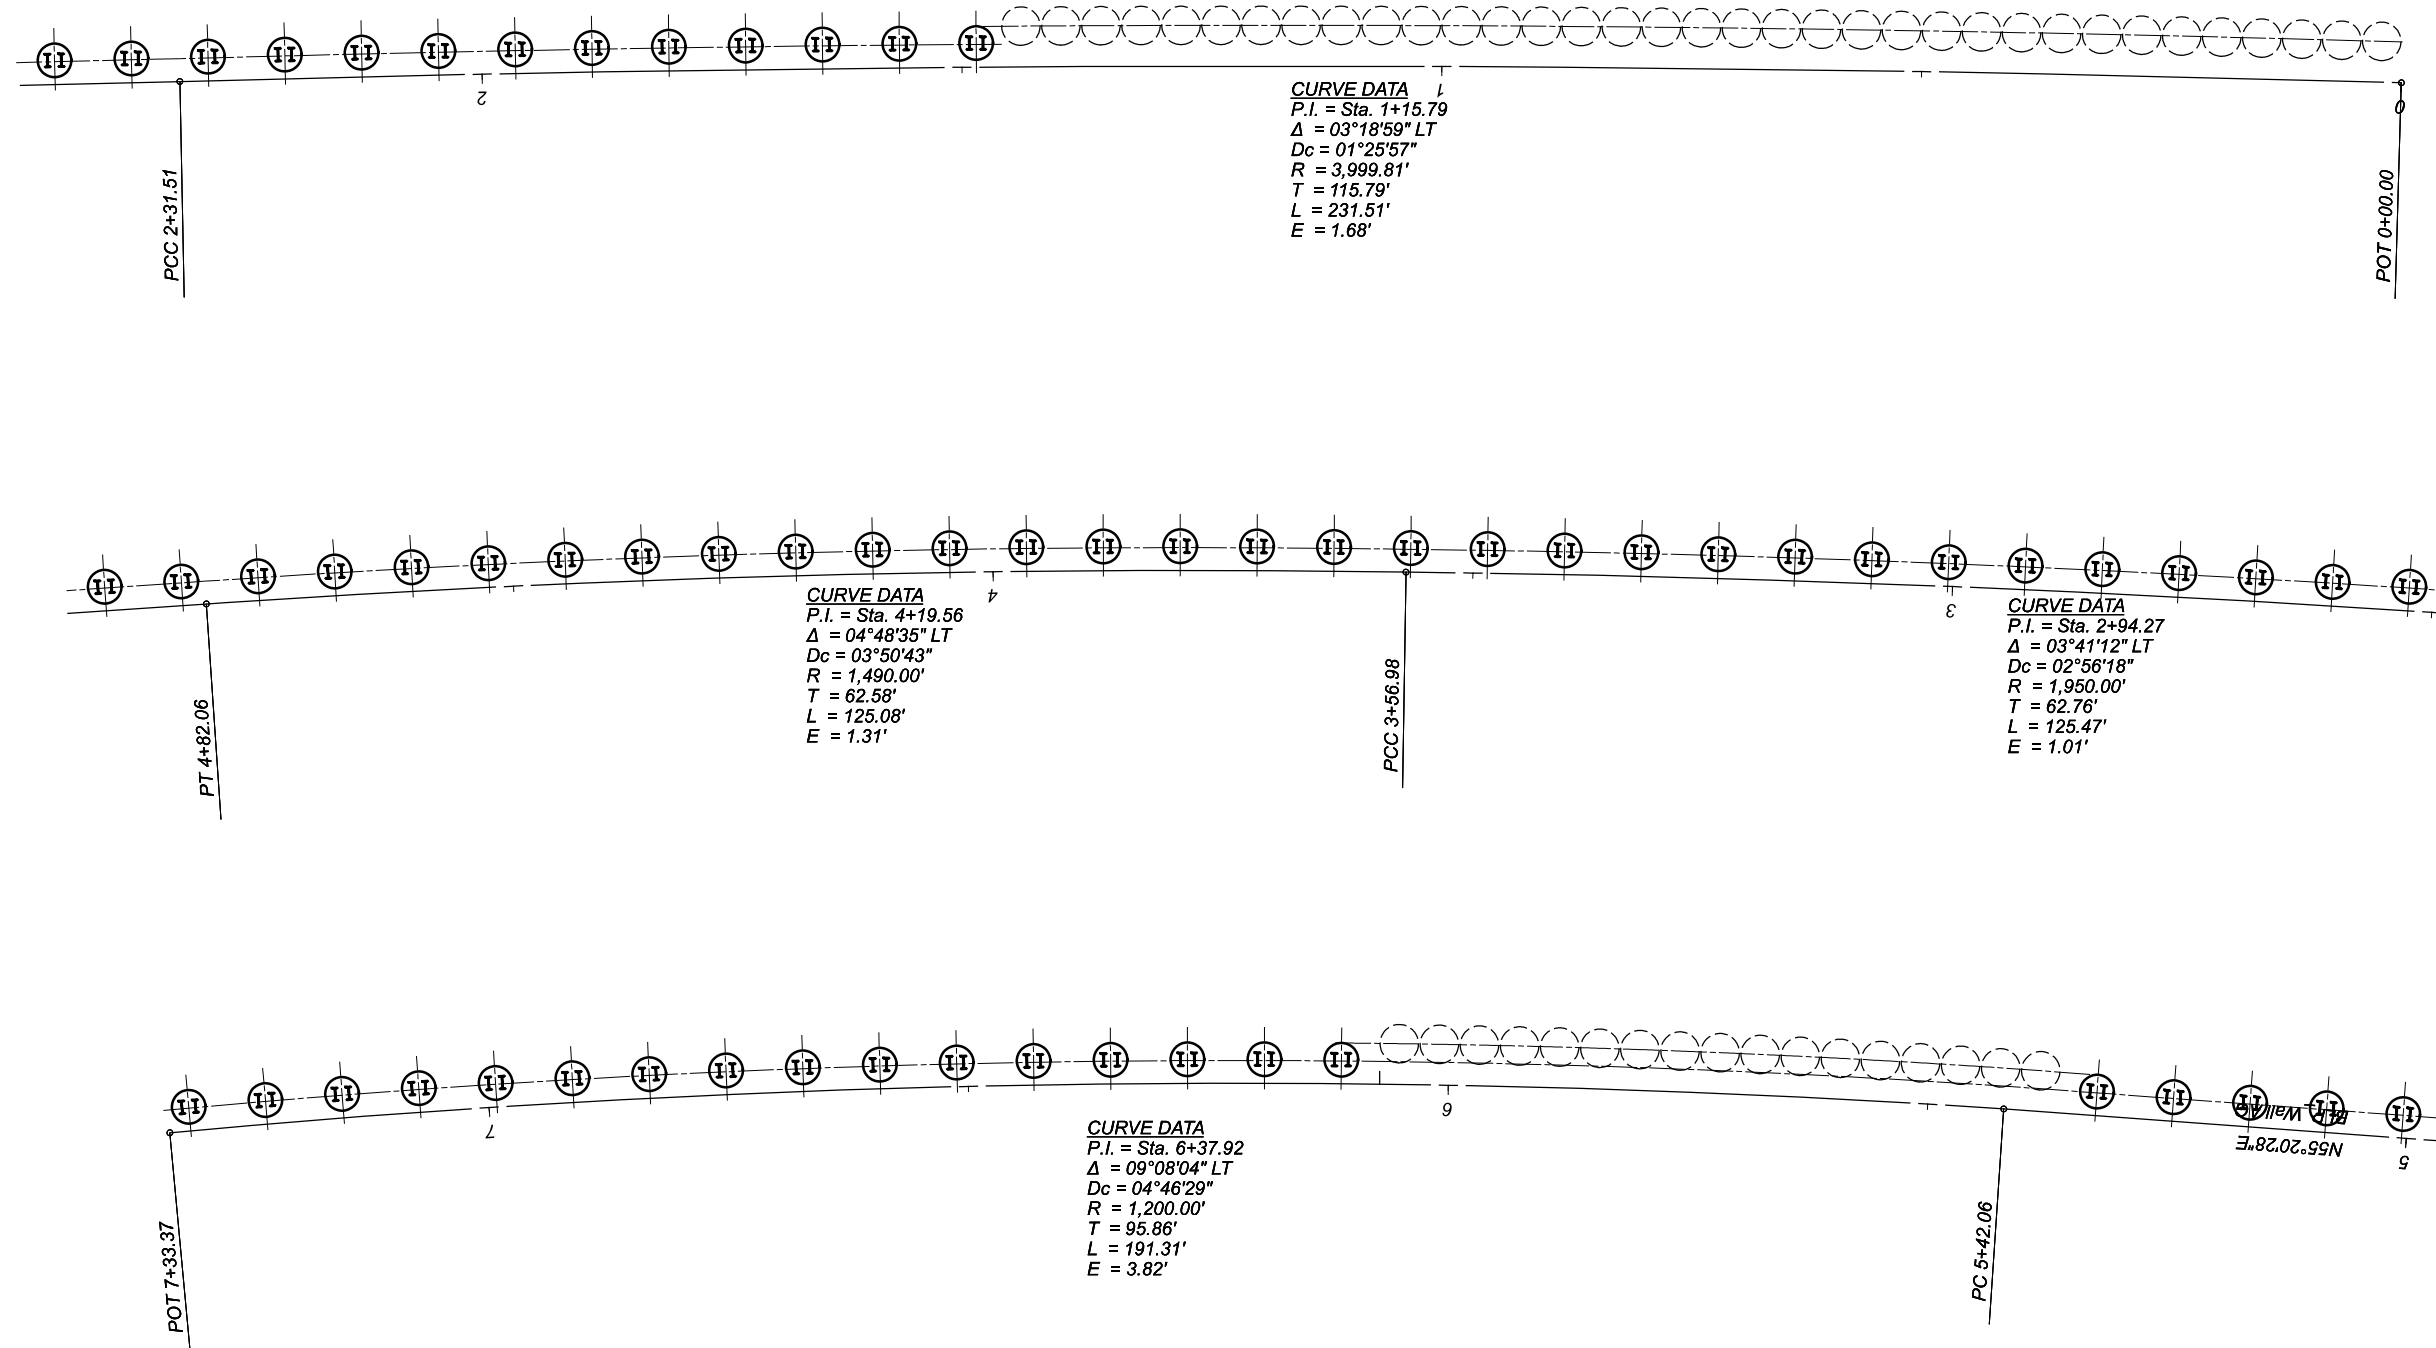 CURVE DATA
P.I. = Sta. 1+15.79
Δ = 03°18'59" LT
Dc = 01°25'57"
R = 3,999.81'
T = 115.79'
L = 231.51'
E = 1.68'
2
1
0
PCC 2+31.51
POT 0+00.00
CURVE DATA
P.I. = Sta. 4+19.56
Δ = 04°48'35" LT
Dc = 03°50'43"
R = 1,490.00'
T = 62.58'
L = 125.08'
E = 1.31'
4
3
CURVE DATA
P.I. = Sta. 2+94.27
Δ = 03°41'12" LT
Dc = 02°56'18"
R = 1,950.00'
T = 62.76'
L = 125.47'
E = 1.01'
PT 4+82.06
PCC 3+56.98
7
6
5
N55°20'28"E
CURVE DATA
P.I. = Sta. 6+37.92
Δ = 09°08'04" LT
Dc = 04°46'29"
R = 1,200.00'
T = 95.86'
L = 191.31'
E = 3.82'
POT 7+33.37
PC 5+42.06